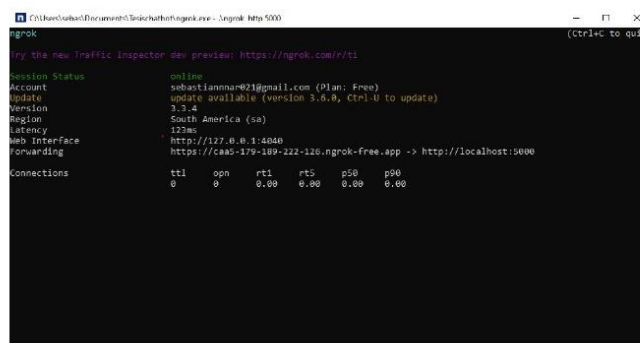 C:\Users\sebas\Documents\Tesischatbot\ngrok.exe - .\ngrok http 5000
ngrok (Ctrl+C to qui
Try the new Traffic Inspector dev preview: https://ngrok.com/r/ti
Session Status online
Account sebastiannnar021@gmail.com (Plan: Free)
Update update available (version 3.6.0, Ctrl-U to update)
Version 3.3.4
Region South America (sa)
Latency 123ms
Web Interface http://127.0.0.1:4040
Forwarding https://caa5-179-189-222-126.ngrok-free.app -> http://localhost:5000
Connections ttl opn rt1 rt5 p50 p90
0 0 0.00 0.00 0.00 0.00